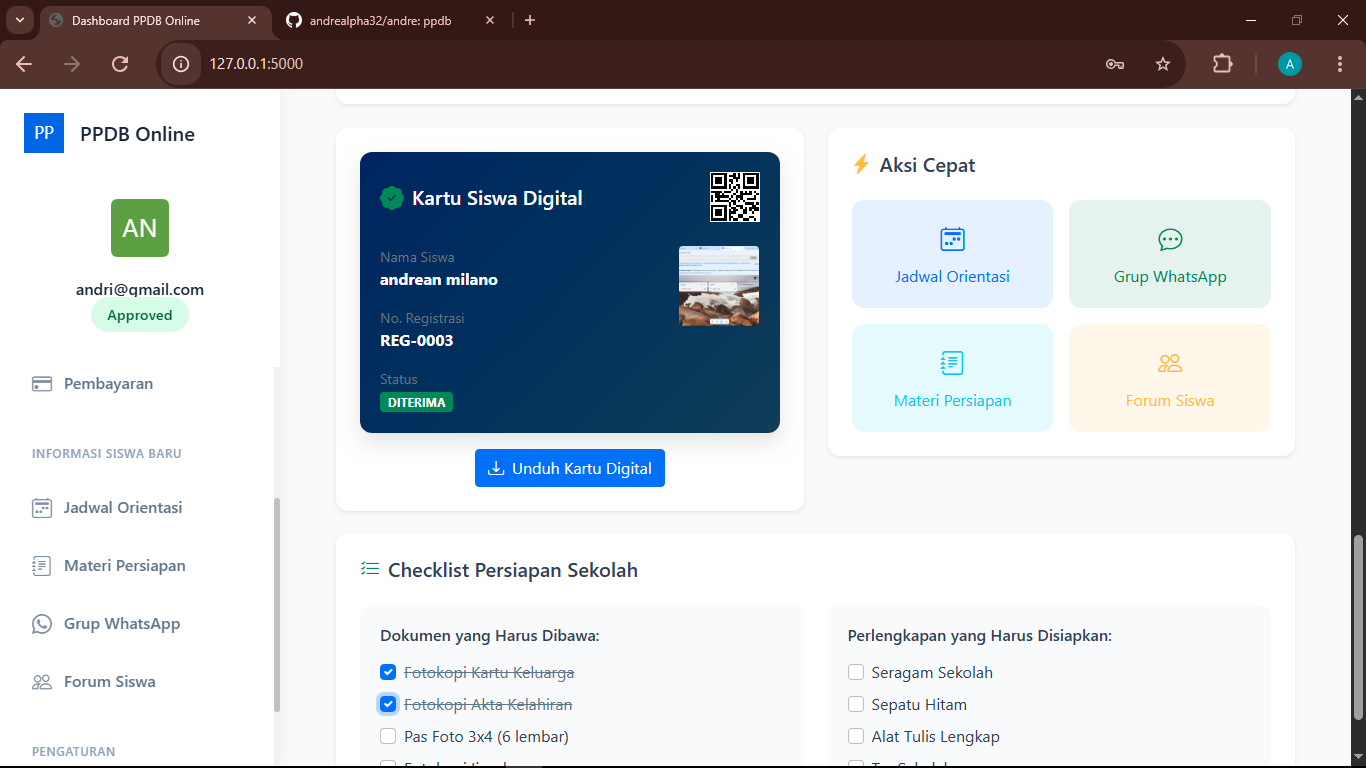 Dashboard PPDB Online
andrealpha32/andre: ppdb
127.0.0.1:5000
A
PP
PPDB Online
AN
andri@gmail.com
Approved
Pembayaran
INFORMASI SISWA BARU
Jadwal Orientasi
Materi Persiapan
Grup WhatsApp
Forum Siswa
PENGATURAN
Kartu Siswa Digital
Nama Siswa
andrean milano
No. Registrasi
REG-0003
Status
DITERIMA
Unduh Kartu Digital
Aksi Cepat
Jadwal Orientasi
Grup WhatsApp
Materi Persiapan
Forum Siswa
Checklist Persiapan Sekolah
Dokumen yang Harus Dibawa:
Fotokopi Kartu Keluarga
Fotokopi Akta Kelahiran
Pas Foto 3x4 (6 lembar)
Perlengkapan yang Harus Disiapkan:
Seragam Sekolah
Sepatu Hitam
Alat Tulis Lengkap